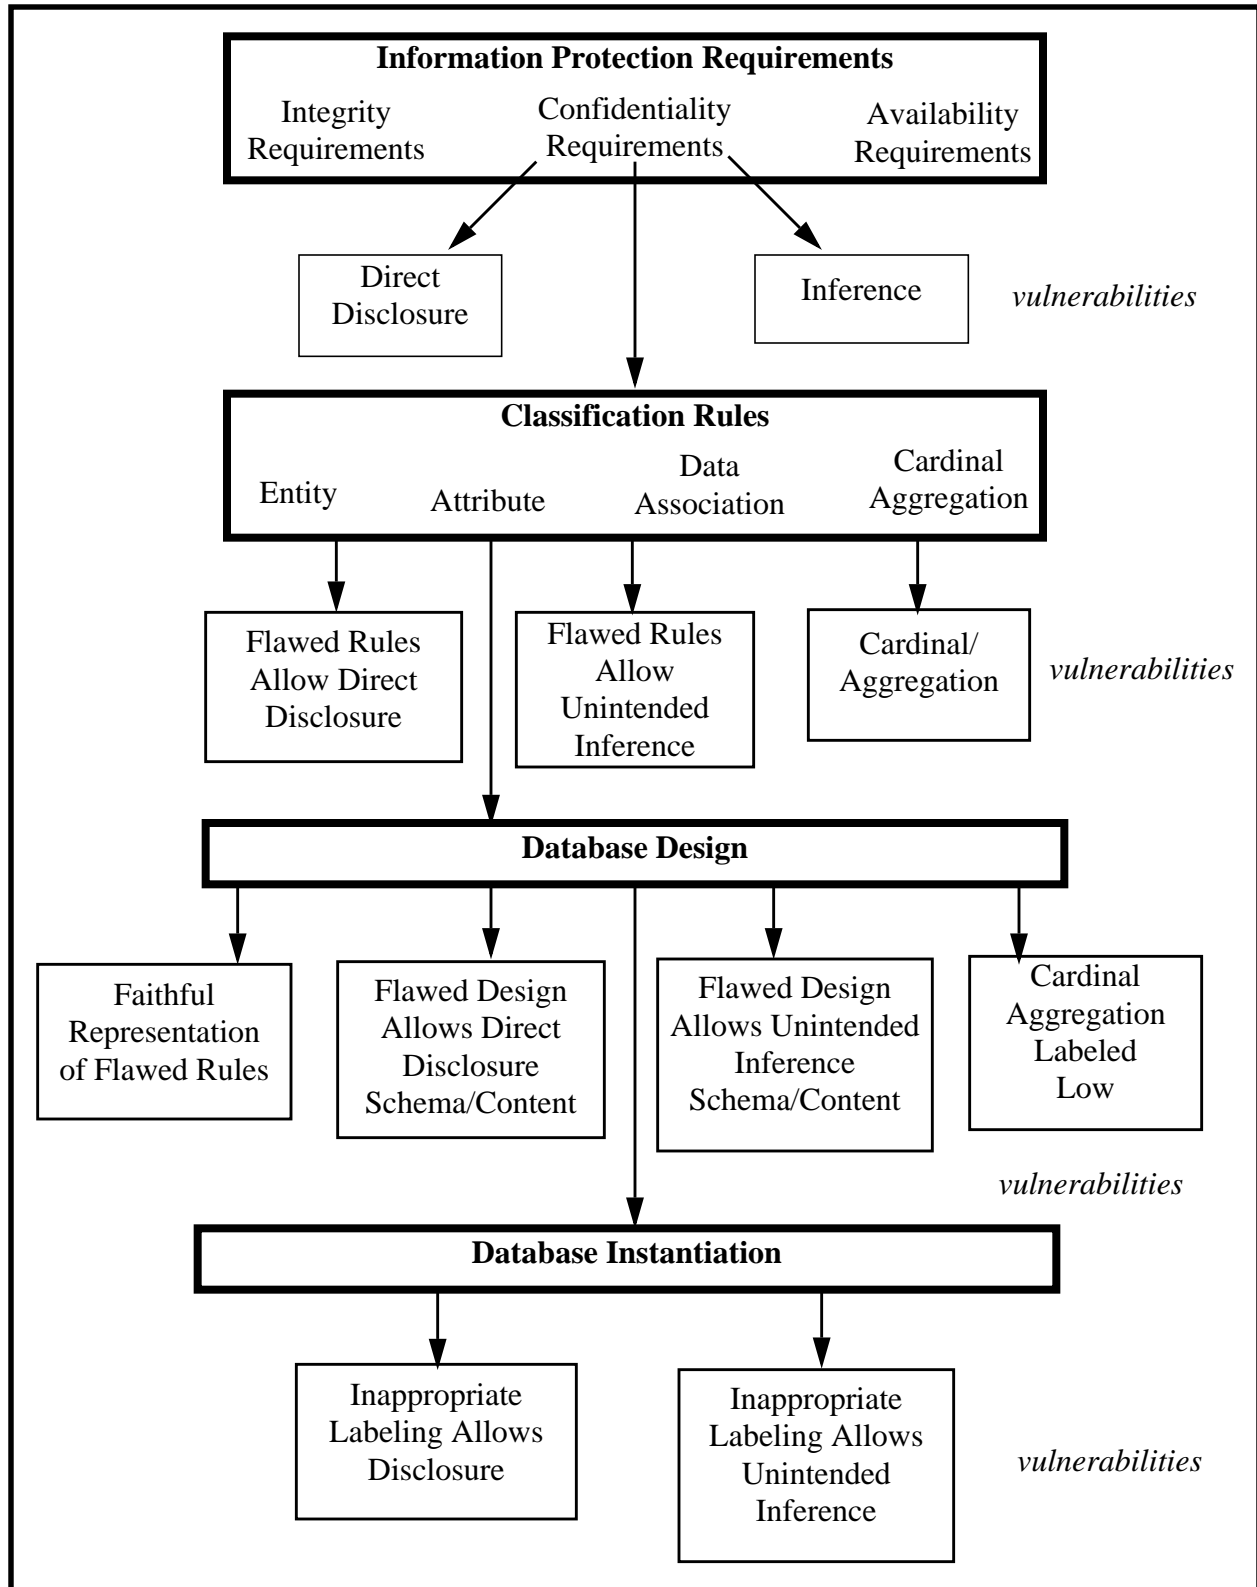 Information Protection Requirements
Integrity
Requirements
Confidentiality
Requirements
Availability
Requirements
Direct
Disclosure
Inference
vulnerabilities
Classification Rules
Entity
Attribute
Data
Association
Cardinal
Aggregation
Flawed Rules
Allow Direct
Disclosure
Flawed Rules
Allow
Unintended
Inference
Cardinal/
Aggregation
vulnerabilities
Database Design
Faithful
Representation
of Flawed Rules
Flawed Design
Allows Direct
Disclosure
Schema/Content
Flawed Design
Allows Unintended
Inference
Schema/Content
Cardinal
Aggregation
Labeled
Low
vulnerabilities
Database Instantiation
Inappropriate
Labeling Allows
Disclosure
Inappropriate
Labeling Allows
Unintended
Inference
vulnerabilities